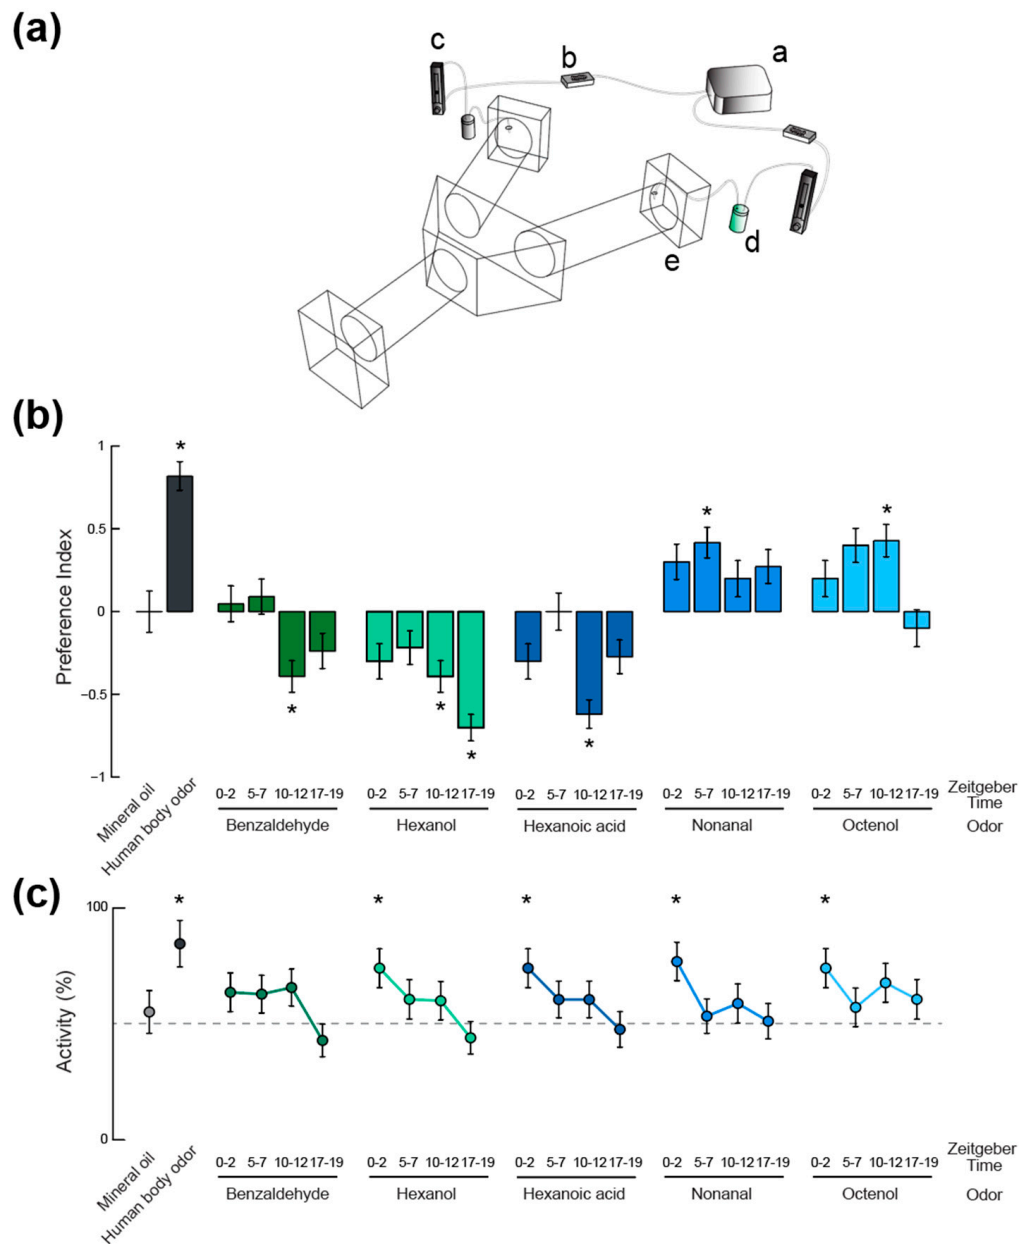 (a)
c
b
a
d
e
(b)
Preference Index
1
0.5
0
−0.5
−1
*
*
*
*
*
*
*
Mineral oil
Human body odor
0-2 5-7 10-12 17-19
Benzaldehyde
0-2 5-7 10-12 17-19
Hexanol
0-2 5-7 10-12 17-19
Hexanoic acid
0-2 5-7 10-12 17-19
Nonanal
0-2 5-7 10-12 17-19
Octenol
Zeitgeber
Time
Odor
(c)
Activity (%)
100
0
*
*
*
*
*
Mineral oil
Human body odor
0-2 5-7 10-12 17-19
Benzaldehyde
0-2 5-7 10-12 17-19
Hexanol
0-2 5-7 10-12 17-19
Hexanoic acid
0-2 5-7 10-12 17-19
Nonanal
0-2 5-7 10-12 17-19
Octenol
Zeitgeber
Time
Odor